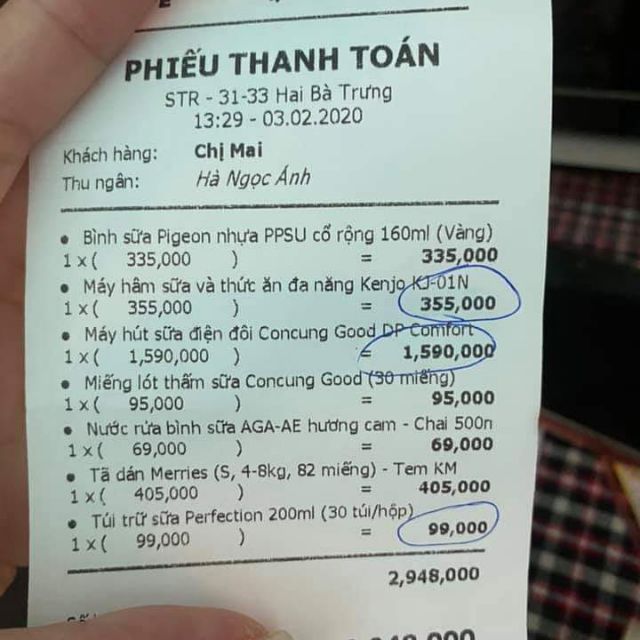 PHIẾU THANH TOÁN
STR - 31-33 Hai Bà Trưng
13:29 - 03.02.2020
Khách hàng: Chị Mai
Thu ngân: Hà Ngọc Ánh
• Bình sữa Pigeon nhựa PPSU cổ rộng 160ml (Vàng)
1 x ( 335,000 ) = 335,000
• Máy hâm sữa và thức ăn đa năng Kenjo KJ-01N
1 x ( 355,000 ) = 355,000
• Máy hút sữa điện đôi Concung Good DP Comfort
1 x ( 1,590,000 ) = 1,590,000
• Miếng lót thấm sữa Concung Good (30 miếng)
1 x ( 95,000 ) = 95,000
• Nước rửa bình sữa AGA-AE hương cam - Chai 500n
1 x ( 69,000 ) = 69,000
• Tã dán Merries (S, 4-8kg, 82 miếng) - Tem KM
1 x ( 405,000 ) = 405,000
• Túi trữ sữa Perfection 200ml (30 túi/hộp)
1 x ( 99,000 ) = 99,000
2,948,000